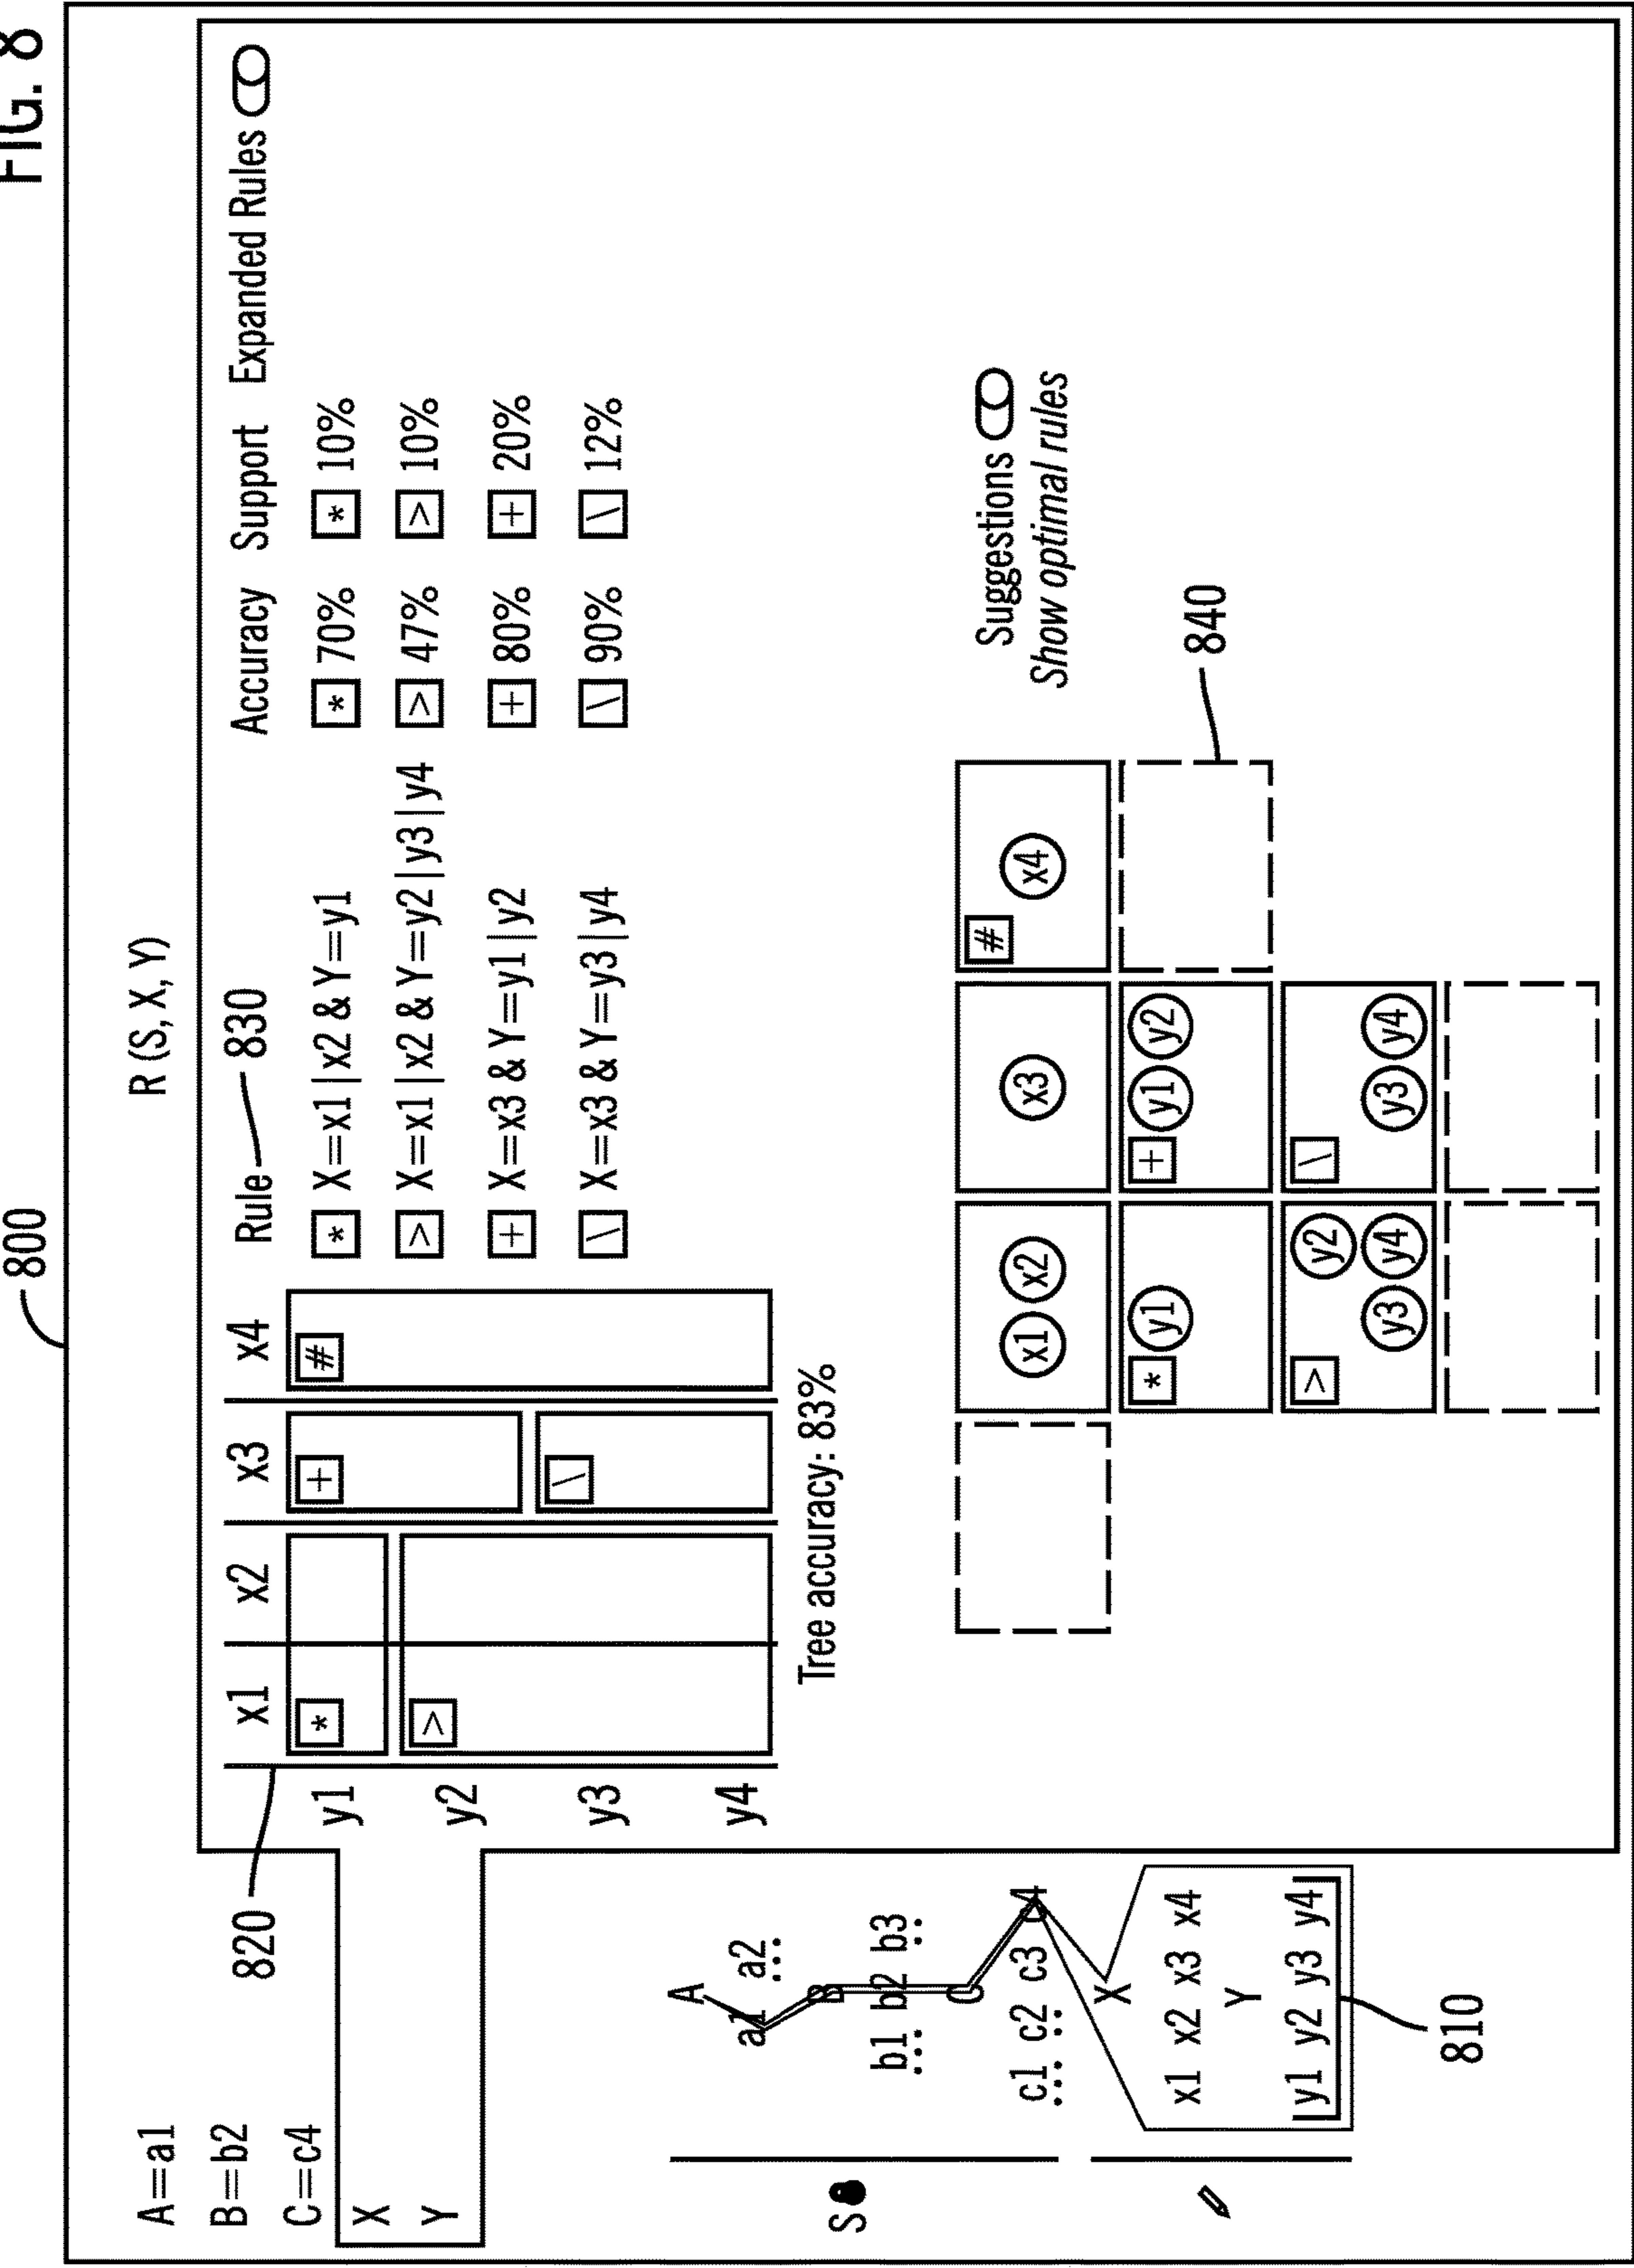 FIG. 8
800
R (S, X, Y)
A=a1
B=b2
C=c4
X
Y
820
x1 x2 x3 x4
y1
y2
y3
y4
* + #
> \
Tree accuracy: 83%
Rule 830 Accuracy Support Expanded Rules
* X=x1|x2 & Y=y1 * 70% * 10%
> X=x1|x2 & Y=y2|y3|y4 > 47% > 10%
+ X=x3 & Y=y1|y2 + 80% + 20%
\ X=x3 & Y=y3|y4 \ 90% \ 12%
S
A
a1 a2
...
B
b1 b2 b3
... ..
C
c1 c2 c3 c4
... ..
X
x1 x2 x3 x4
Y
y1 y2 y3 y4
810
x1 x2 x3 # x4
* y1 + y1 y2
> y2 y3 y4 \ y3 y4
Suggestions
Show optimal rules
840